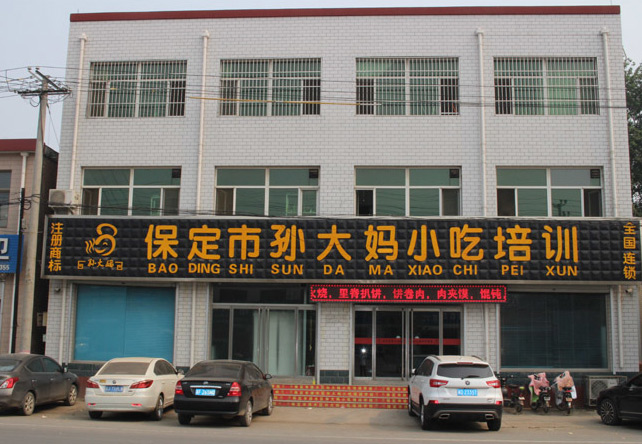 注册商标
孙大妈
保定市孙大妈小吃培训
BAO DING SHI SUN DA MA XIAO CHI PEI XUN
全国连锁
烧,里脊扒饼,饼卷肉,肉夹馍,馄饨